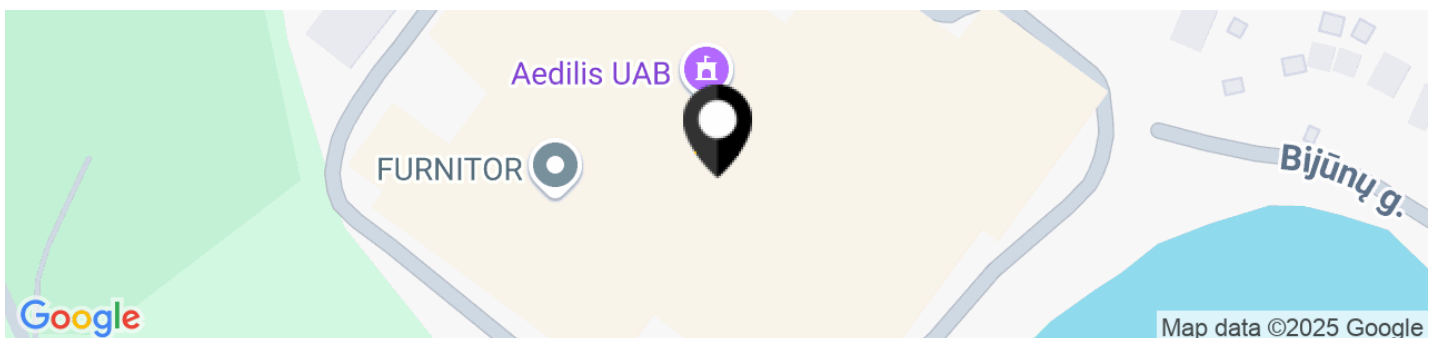 Aedilis UAB
FURNITOR
Bijūnų g.
Google
Map data ©2025 Google